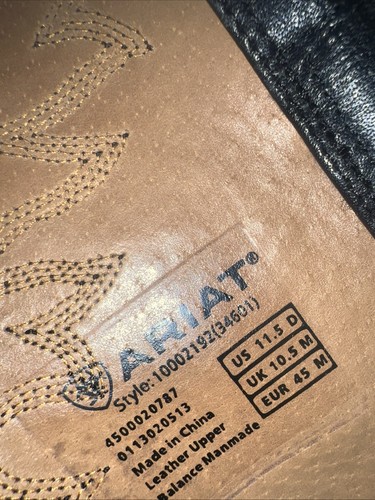 ARIAT®
Style: 10002192(34601)
4500020787
0113020513
Made in China
Leather Upper
Balance Manmade
US 11.5 D
UK 10.5 M
EUR 45 M